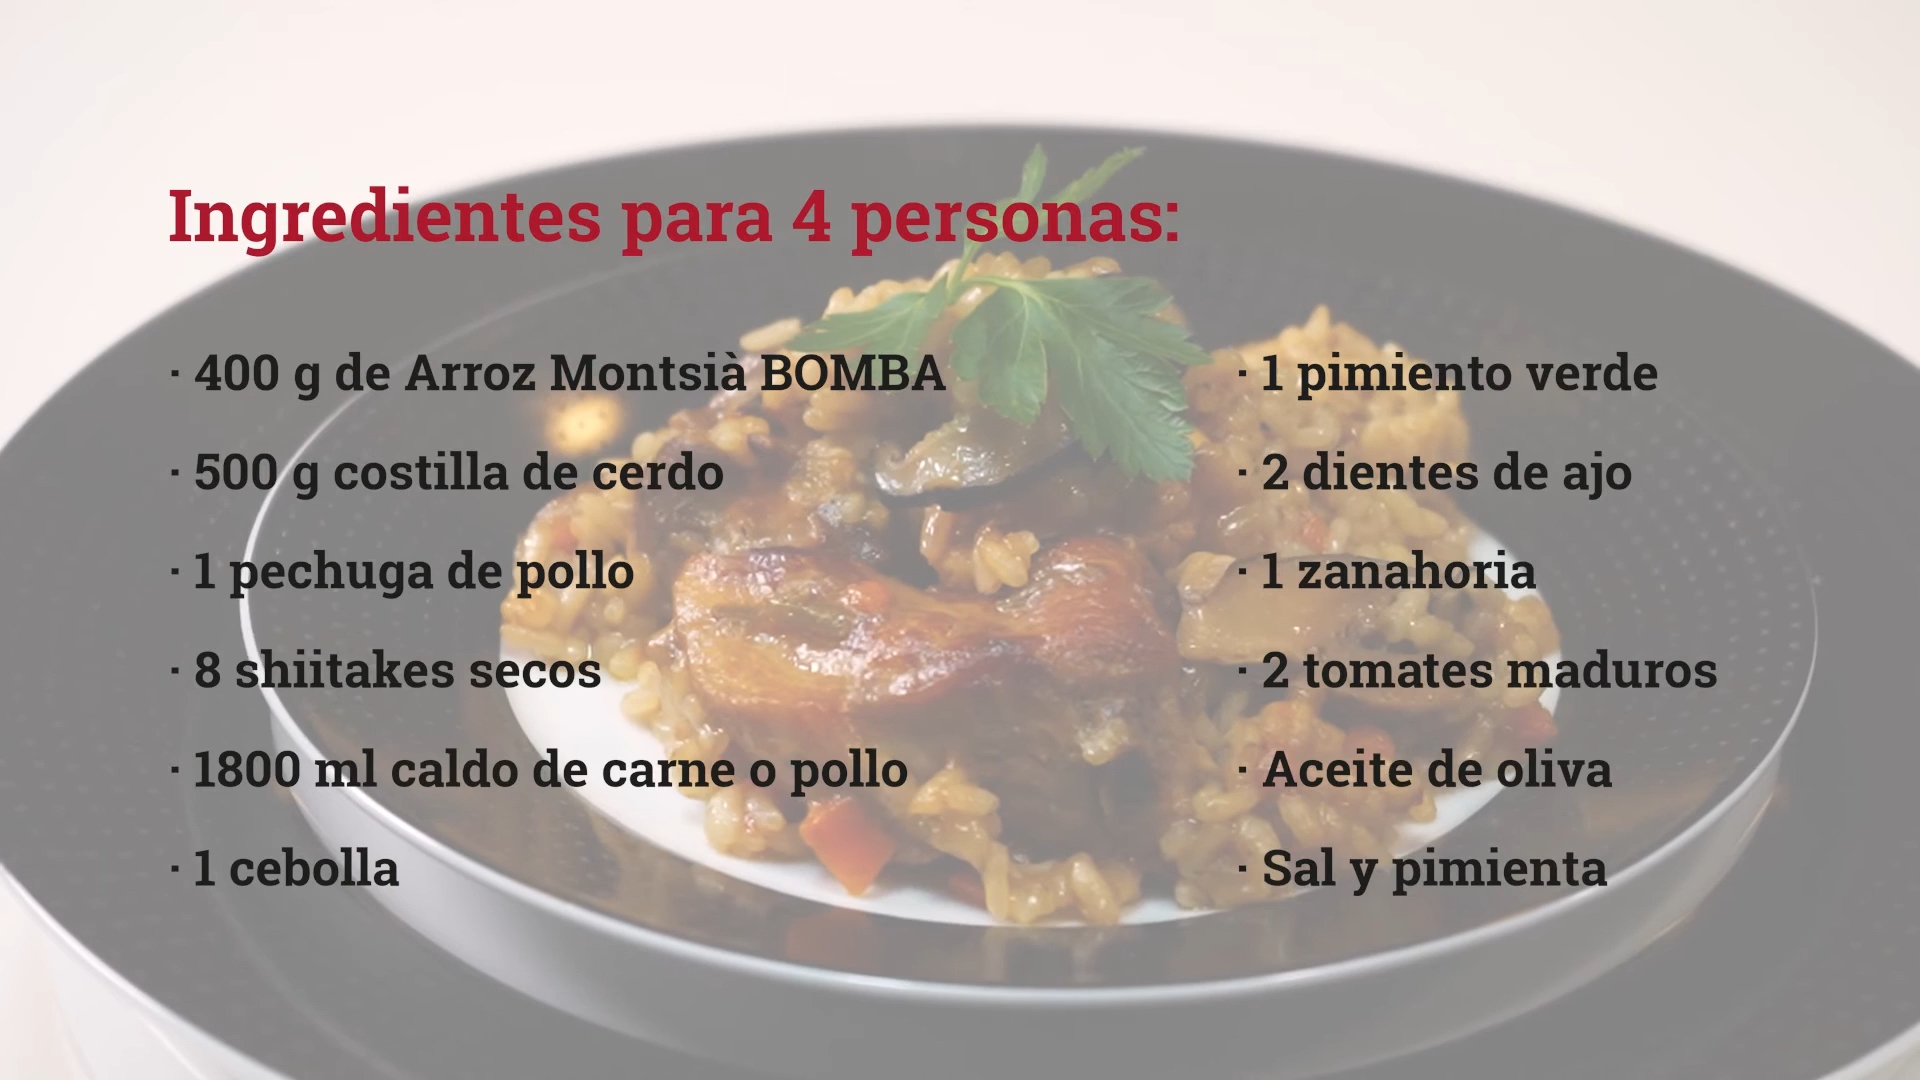 Ingredientes para 4 personas:
· 400 g de Arroz Montsià BOMBA
· 500 g costilla de cerdo
· 1 pechuga de pollo
· 8 shiitakes secos
· 1800 ml caldo de carne o pollo
· 1 cebolla
· 1 pimiento verde
· 2 dientes de ajo
· 1 zanahoria
· 2 tomates maduros
· Aceite de oliva
· Sal y pimienta